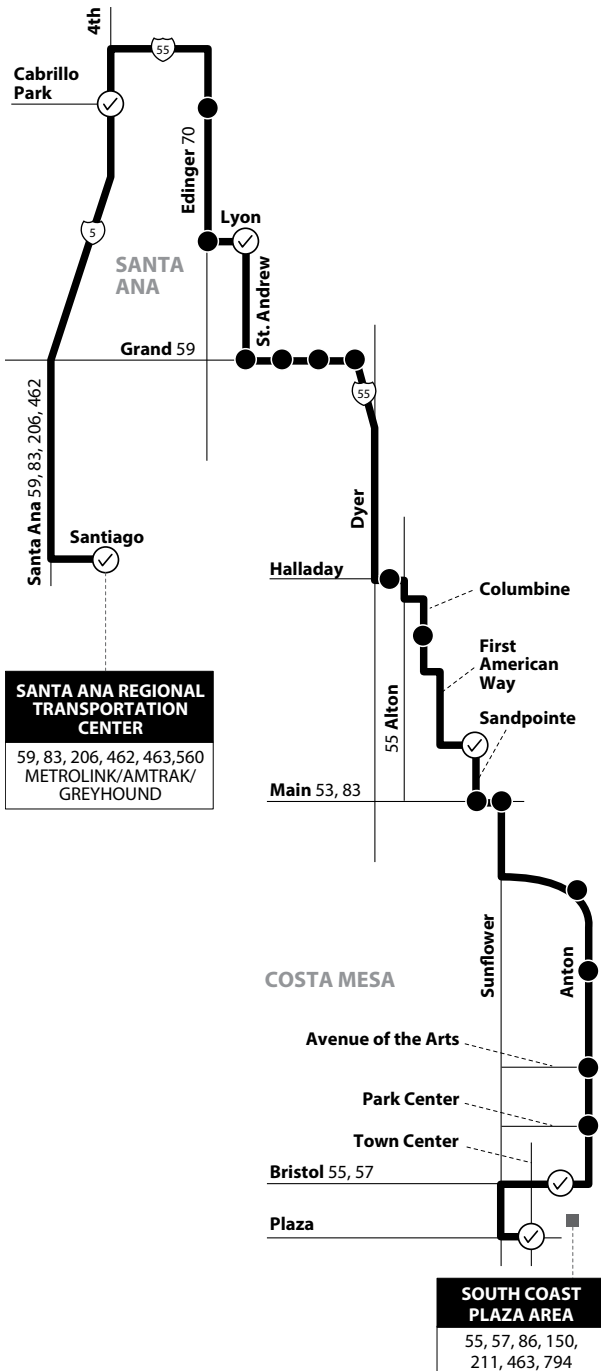 4th
55
Cabrillo
Park
Edinger 70
Lyon
5
SANTA
ANA
St. Andrew
Grand 59
55
Santa Ana 59, 83, 206, 462
Dyer
Santiago
Halladay
Columbine
First
American
Way
SANTA ANA REGIONAL
TRANSPORTATION
CENTER
59, 83, 206, 462, 463,560
METROLINK/AMTRAK/
GREYHOUND
55 Alton
Sandpointe
Main 53, 83
Sunflower
Anton
COSTA MESA
Avenue of the Arts
Park Center
Town Center
Bristol 55, 57
Plaza
SOUTH COAST
PLAZA AREA
55, 57, 86, 150,
211, 463, 794